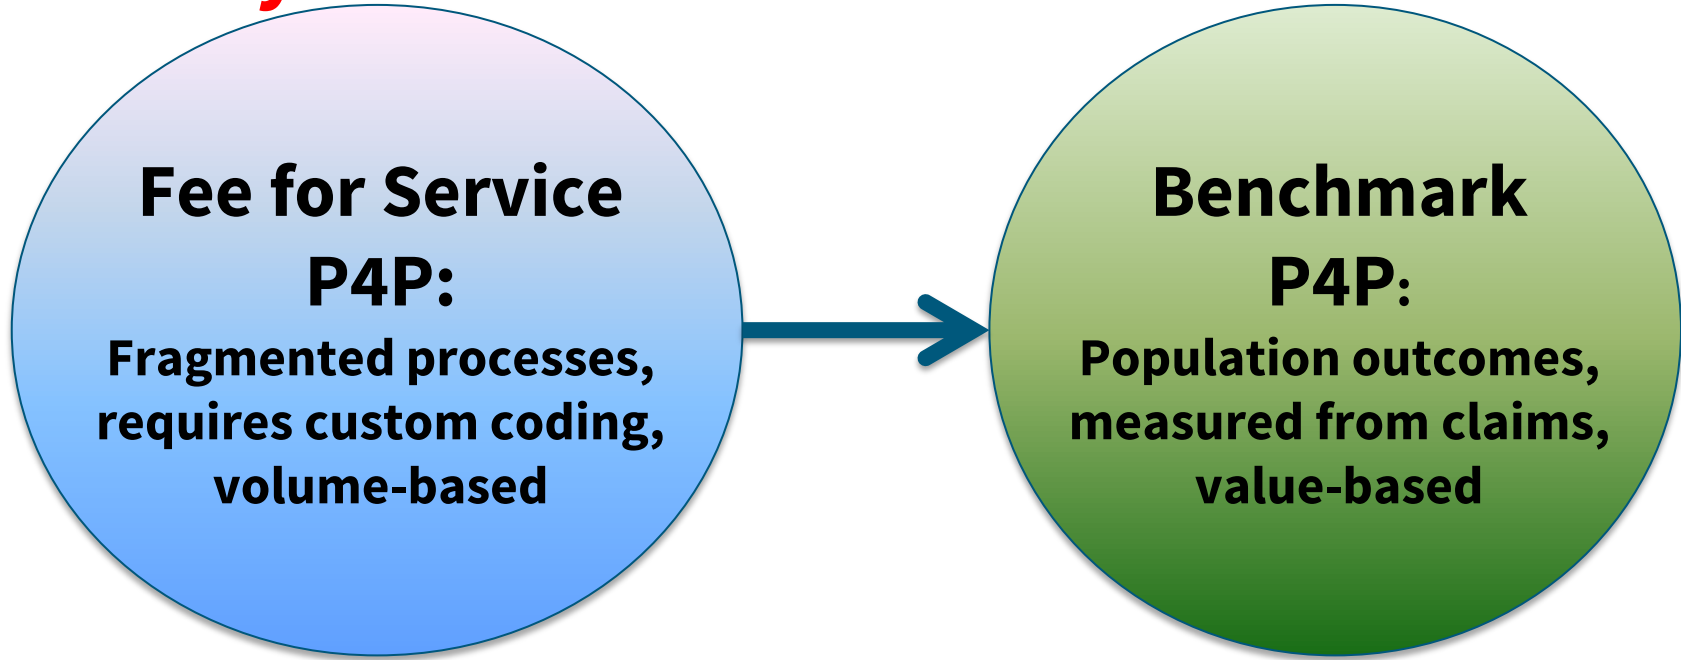 Fee for Service
P4P:
Fragmented processes,
requires custom coding,
volume-based
Benchmark
P4P:
Population outcomes,
measured from claims,
value-based